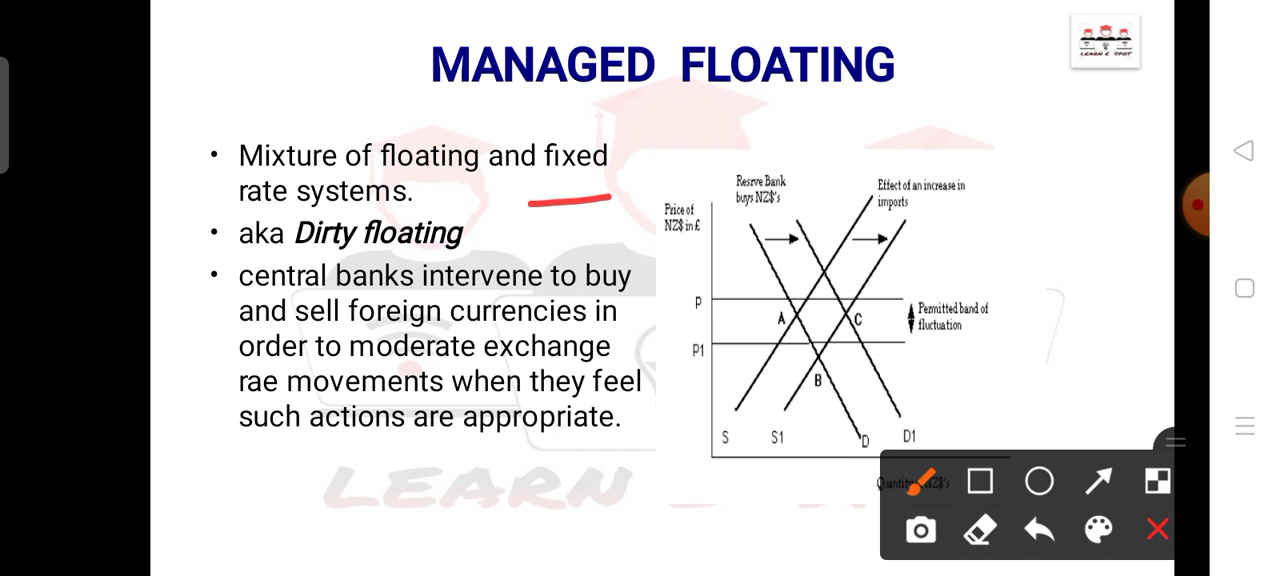 MANAGED FLOATING
LEARN E SPOT
• Mixture of floating and fixed
rate systems.
• aka Dirty floating
• central banks intervene to buy
and sell foreign currencies in
order to moderate exchange
rae movements when they feel
such actions are appropriate.
Resrve Bank
buys NZ$'s
Effect of an increase in
imports
Price of
NZ$ in £
P
A
C
Permitted band of
fluctuation
P1
B
S
S1
D
D1
NZ$'s
LEARN